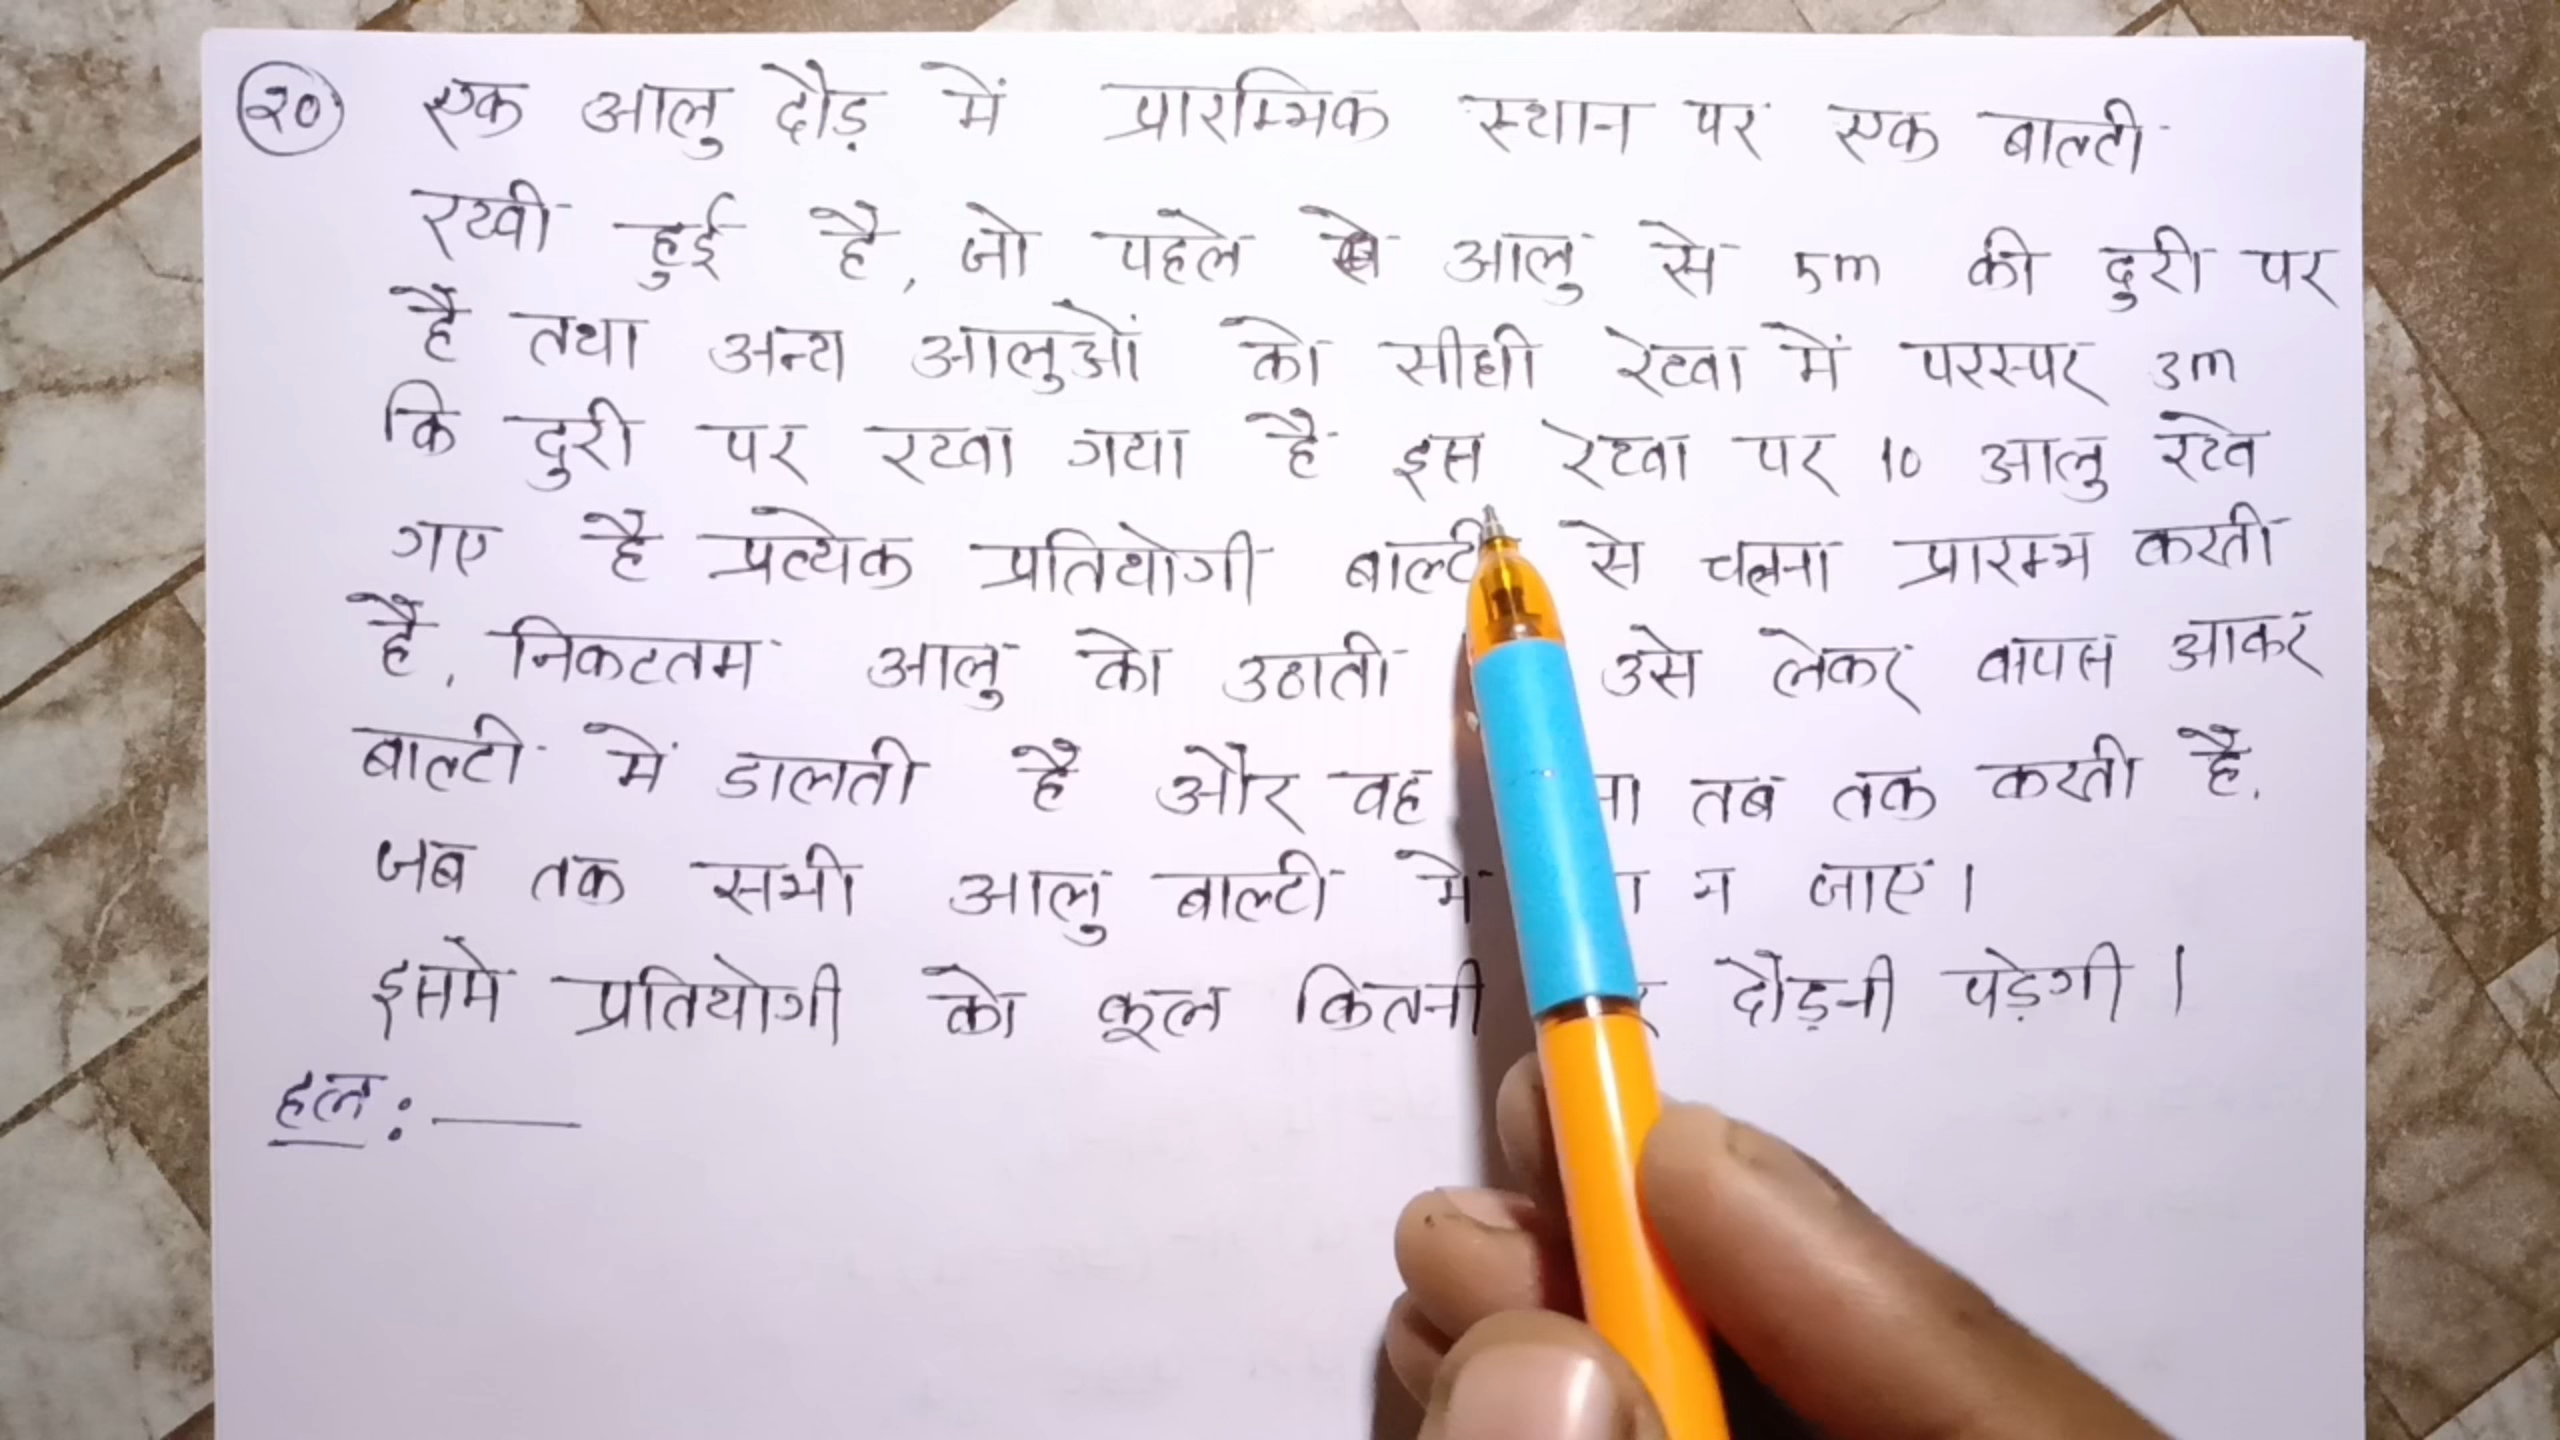 २० एक आलु दौड़ में प्रारम्भिक स्थान पर एक बाल्टी
रखी हुई है, जो पहले आलु से 5m की दुरी पर
है तथा अन्य आलुओं को सीधी रेखा में परस्पर 3m
कि दुरी पर रखा गया है इस रेखा पर 10 आलु रखे
गए है प्रत्येक प्रतियोगी बाल्टी से चलना प्रारम्भ करती
है, निकटतम आलु को उठाती उसे लेकर वापस आकर
बाल्टी में डालती है और वह तब तक करती है,
जब तक सभी आलु बाल्टी मे न जाए।
इसमे प्रतियोगी को कूल कितनी दौड़नी पड़ेगी।
हल :—